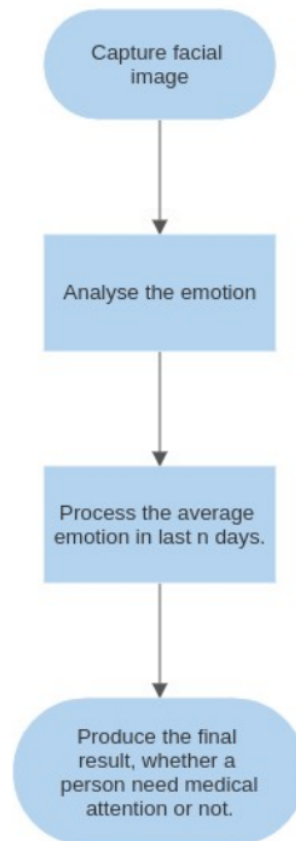 Capture facial
image
Analyse the emotion
Process the average
emotion in last n days.
Produce the final
result, whether a
person need medical
attention or not.